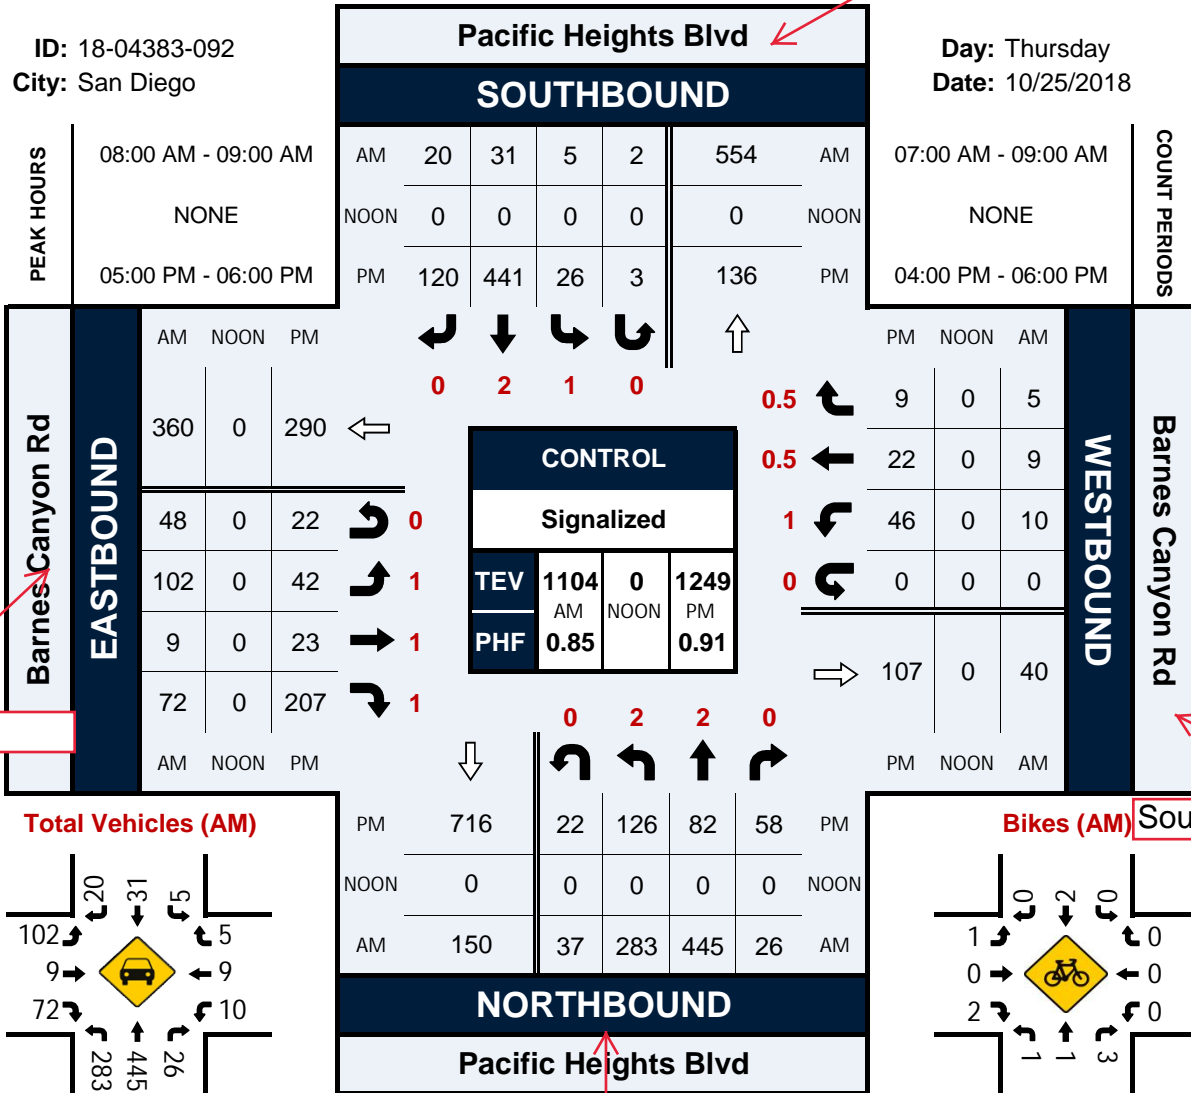 ID: 18-04383-092
City: San Diego
Pacific Heights Blvd
SOUTHBOUND
Day: Thursday
Date: 10/25/2018
PEAK HOURS
08:00 AM - 09:00 AM
NONE
05:00 PM - 06:00 PM
AM 20 31 5 2 554 AM
NOON 0 0 0 0 0 NOON
PM 120 441 26 3 136 PM
0 2 1 0
07:00 AM - 09:00 AM
NONE
04:00 PM - 06:00 PM
COUNT PERIODS
Barnes Canyon Rd
EASTBOUND
AM NOON PM
360 0 290
48 0 22 0
102 0 42 1
9 0 23 1
72 0 207 1
AM NOON PM
CONTROL
Signalized
TEV 1104 0 1249
AM NOON PM
PHF 0.85 0.91
PM NOON AM
0.5 9 0 5
0.5 22 0 9
1 46 0 10
0 0 0 0
107 0 40
PM NOON AM
WESTBOUND
Barnes Canyon Rd
0 2 2 0
PM 716 22 126 82 58 PM
NOON 0 0 0 0 0 NOON
AM 150 37 283 445 26 AM
NORTHBOUND
Pacific Heights Blvd
Total Vehicles (AM)
20 31 5
102 5
9 9
72 10
283 445 26
Bikes (AM)
Sou
0 2 0
1 0
0 0
2 0
1 1 3